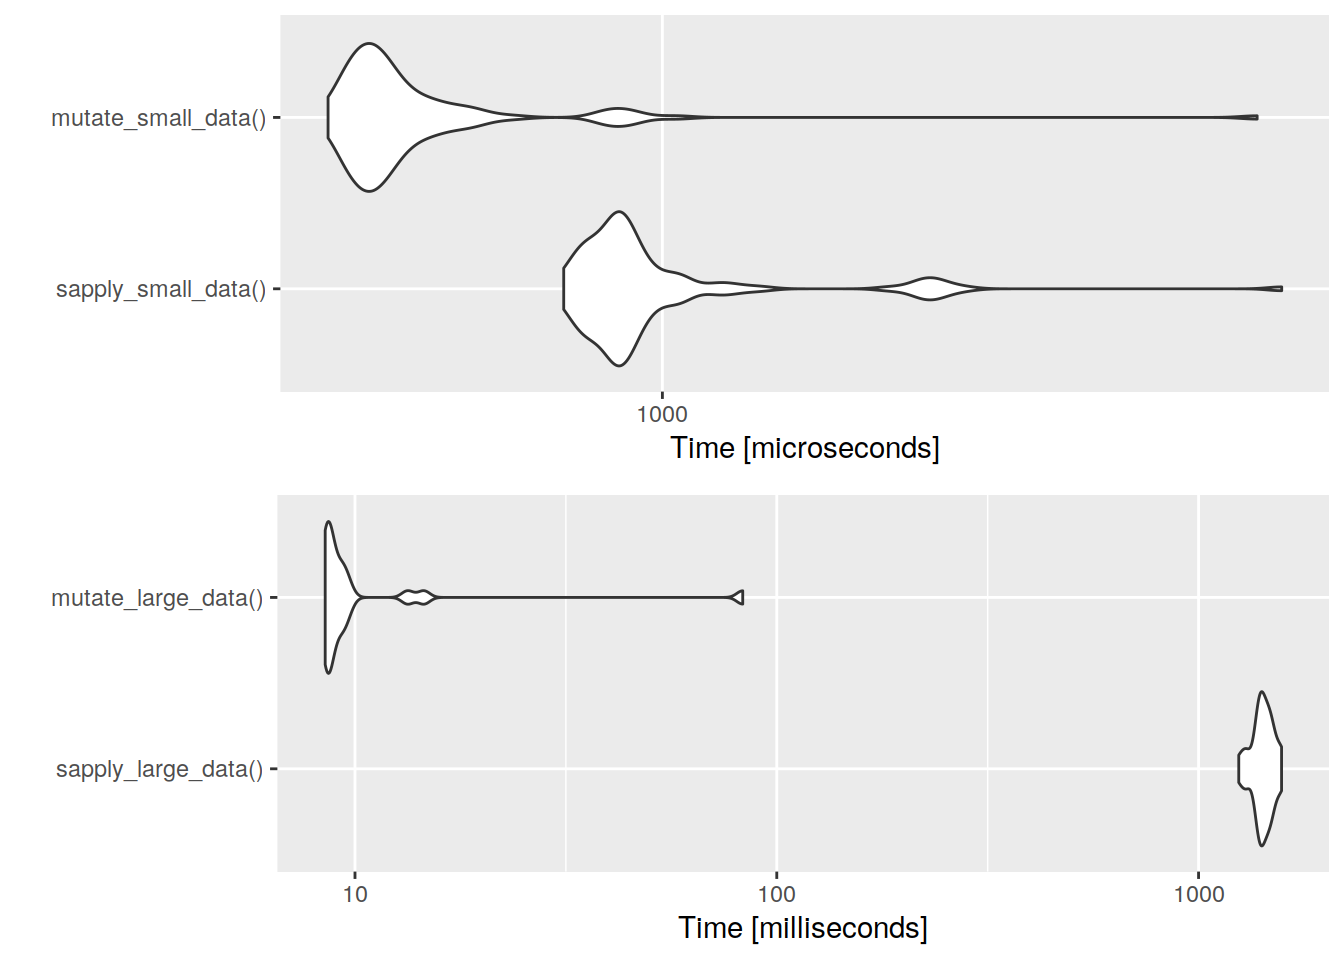 mutate_small_data()
sapply_small_data()
1000
Time [microseconds]
mutate_large_data()
sapply_large_data()
10 100 1000
Time [milliseconds]